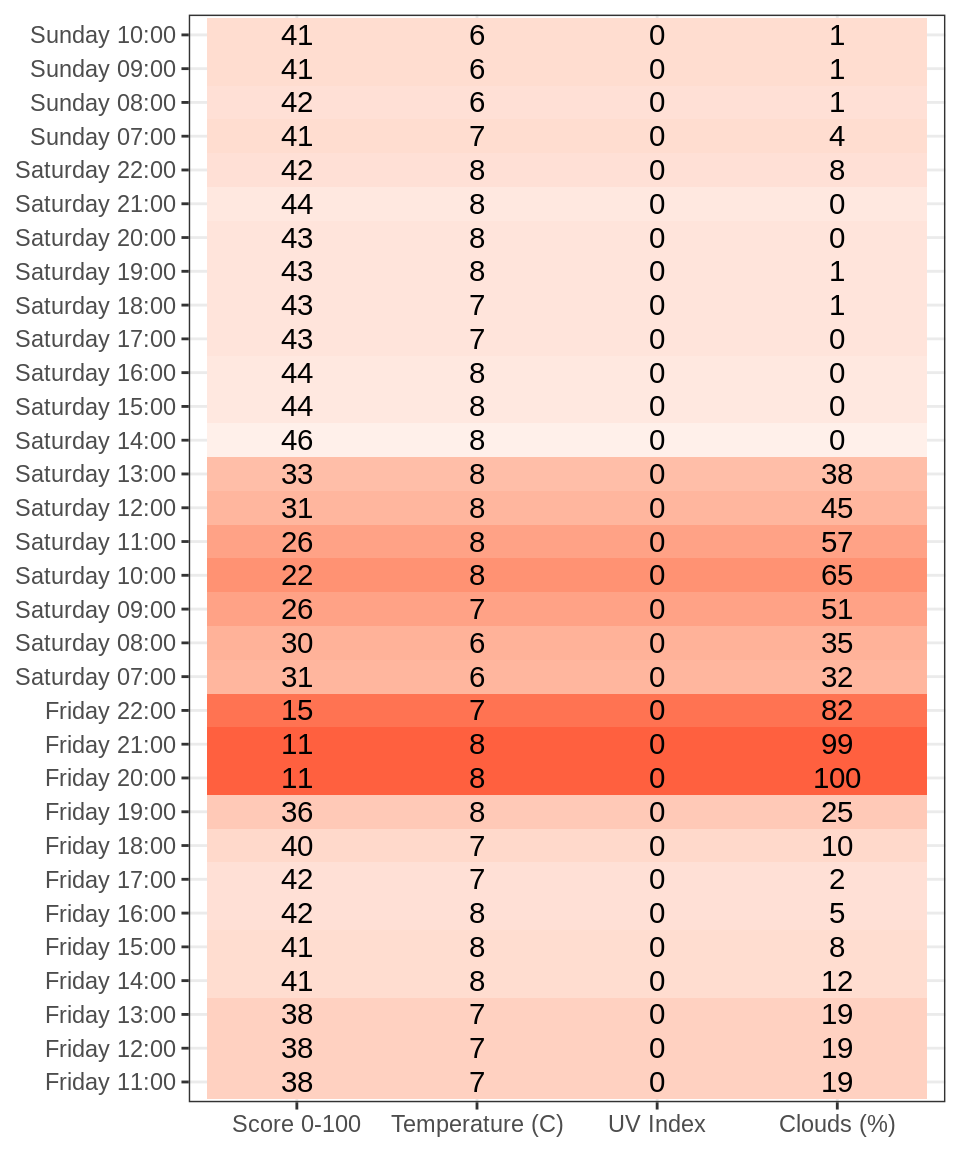 Sunday 10:00 41 6 0 1
Sunday 09:00 41 6 0 1
Sunday 08:00 42 6 0 1
Sunday 07:00 41 7 0 4
Saturday 22:00 42 8 0 8
Saturday 21:00 44 8 0 0
Saturday 20:00 43 8 0 0
Saturday 19:00 43 8 0 1
Saturday 18:00 43 7 0 1
Saturday 17:00 43 7 0 0
Saturday 16:00 44 8 0 0
Saturday 15:00 44 8 0 0
Saturday 14:00 46 8 0 0
Saturday 13:00 33 8 0 38
Saturday 12:00 31 8 0 45
Saturday 11:00 26 8 0 57
Saturday 10:00 22 8 0 65
Saturday 09:00 26 7 0 51
Saturday 08:00 30 6 0 35
Saturday 07:00 31 6 0 32
Friday 22:00 15 7 0 82
Friday 21:00 11 8 0 99
Friday 20:00 11 8 0 100
Friday 19:00 36 8 0 25
Friday 18:00 40 7 0 10
Friday 17:00 42 7 0 2
Friday 16:00 42 8 0 5
Friday 15:00 41 8 0 8
Friday 14:00 41 8 0 12
Friday 13:00 38 7 0 19
Friday 12:00 38 7 0 19
Friday 11:00 38 7 0 19
Score 0-100 Temperature (C) UV Index Clouds (%)